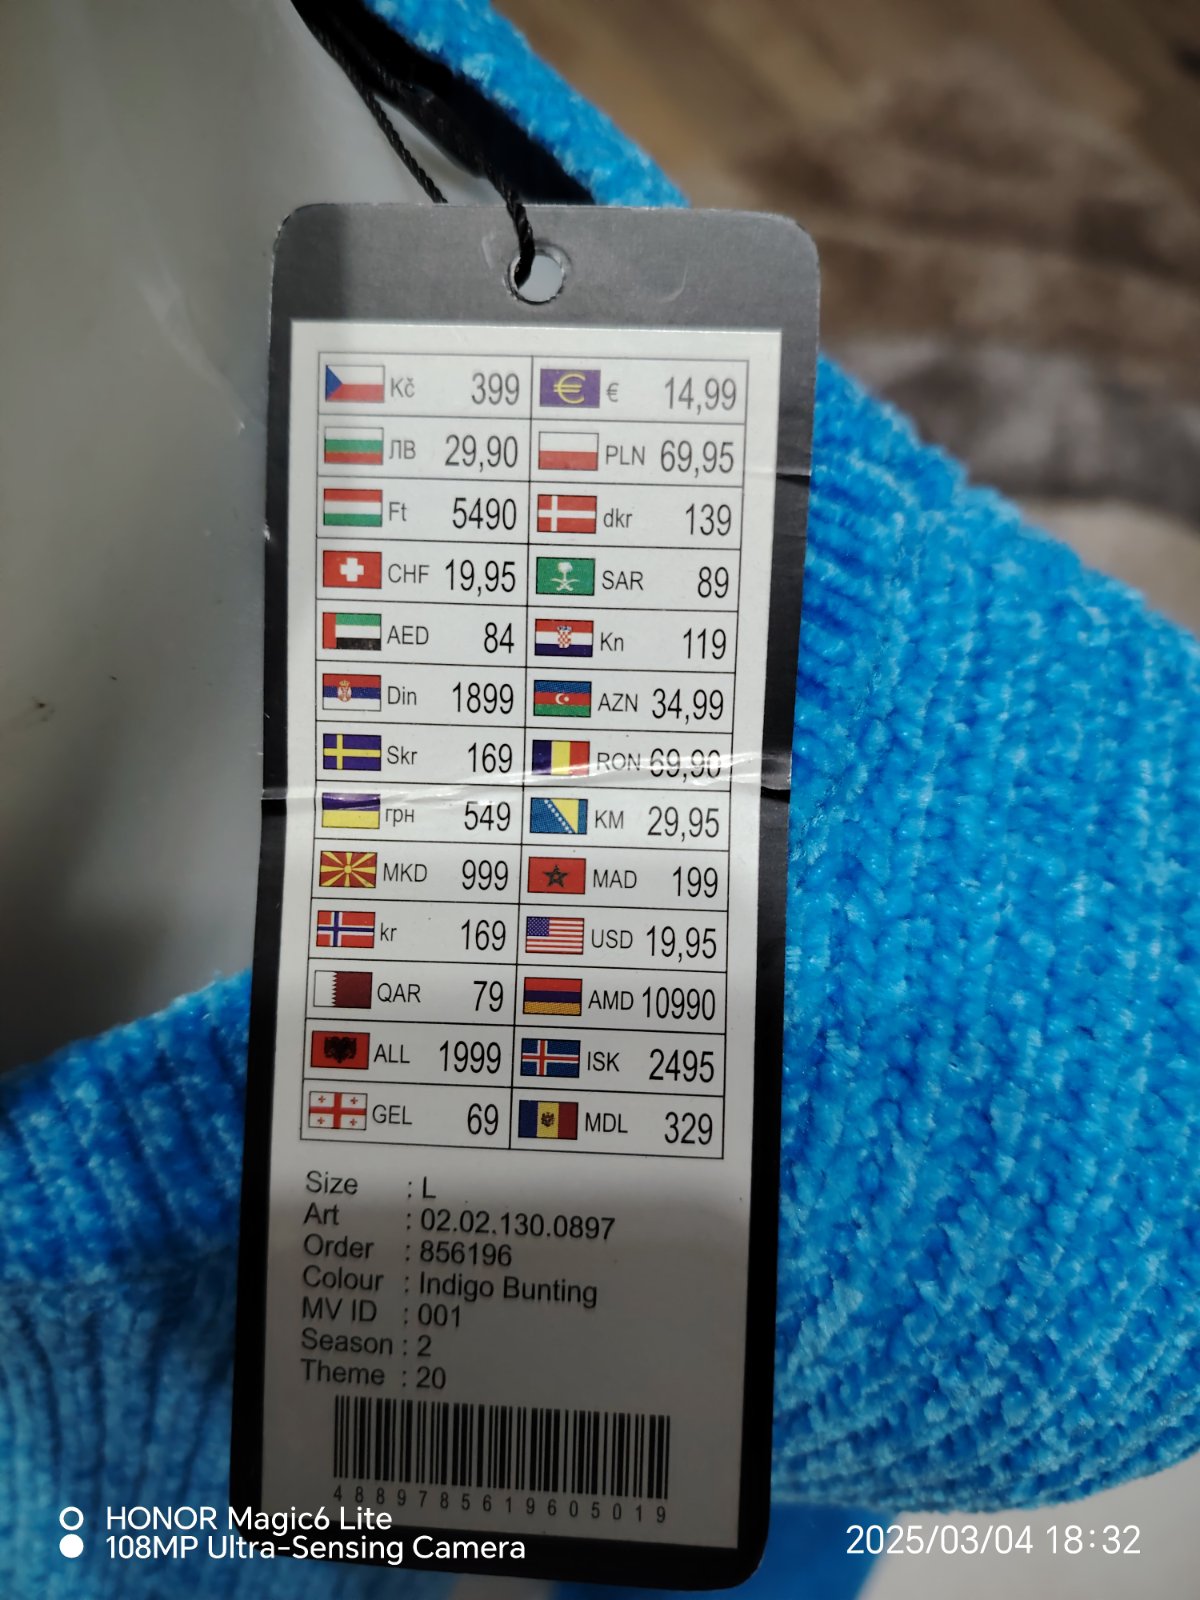 Kč 399 € 14,99
ЛВ 29,90 PLN 69,95
Ft 5490 dkr 139
CHF 19,95 SAR 89
AED 84 Kn 119
Din 1899 AZN 34,99
Skr 169 RON 69,90
грн 549 KM 29,95
MKD 999 MAD 199
kr 169 USD 19,95
QAR 79 AMD 10990
ALL 1999 ISK 2495
GEL 69 MDL 329
Size : L
Art : 02.02.130.0897
Order : 856196
Colour : Indigo Bunting
MV ID : 001
Season : 2
Theme : 20
4889785619605019
HONOR Magic6 Lite
108MP Ultra-Sensing Camera
2025/03/04 18:32